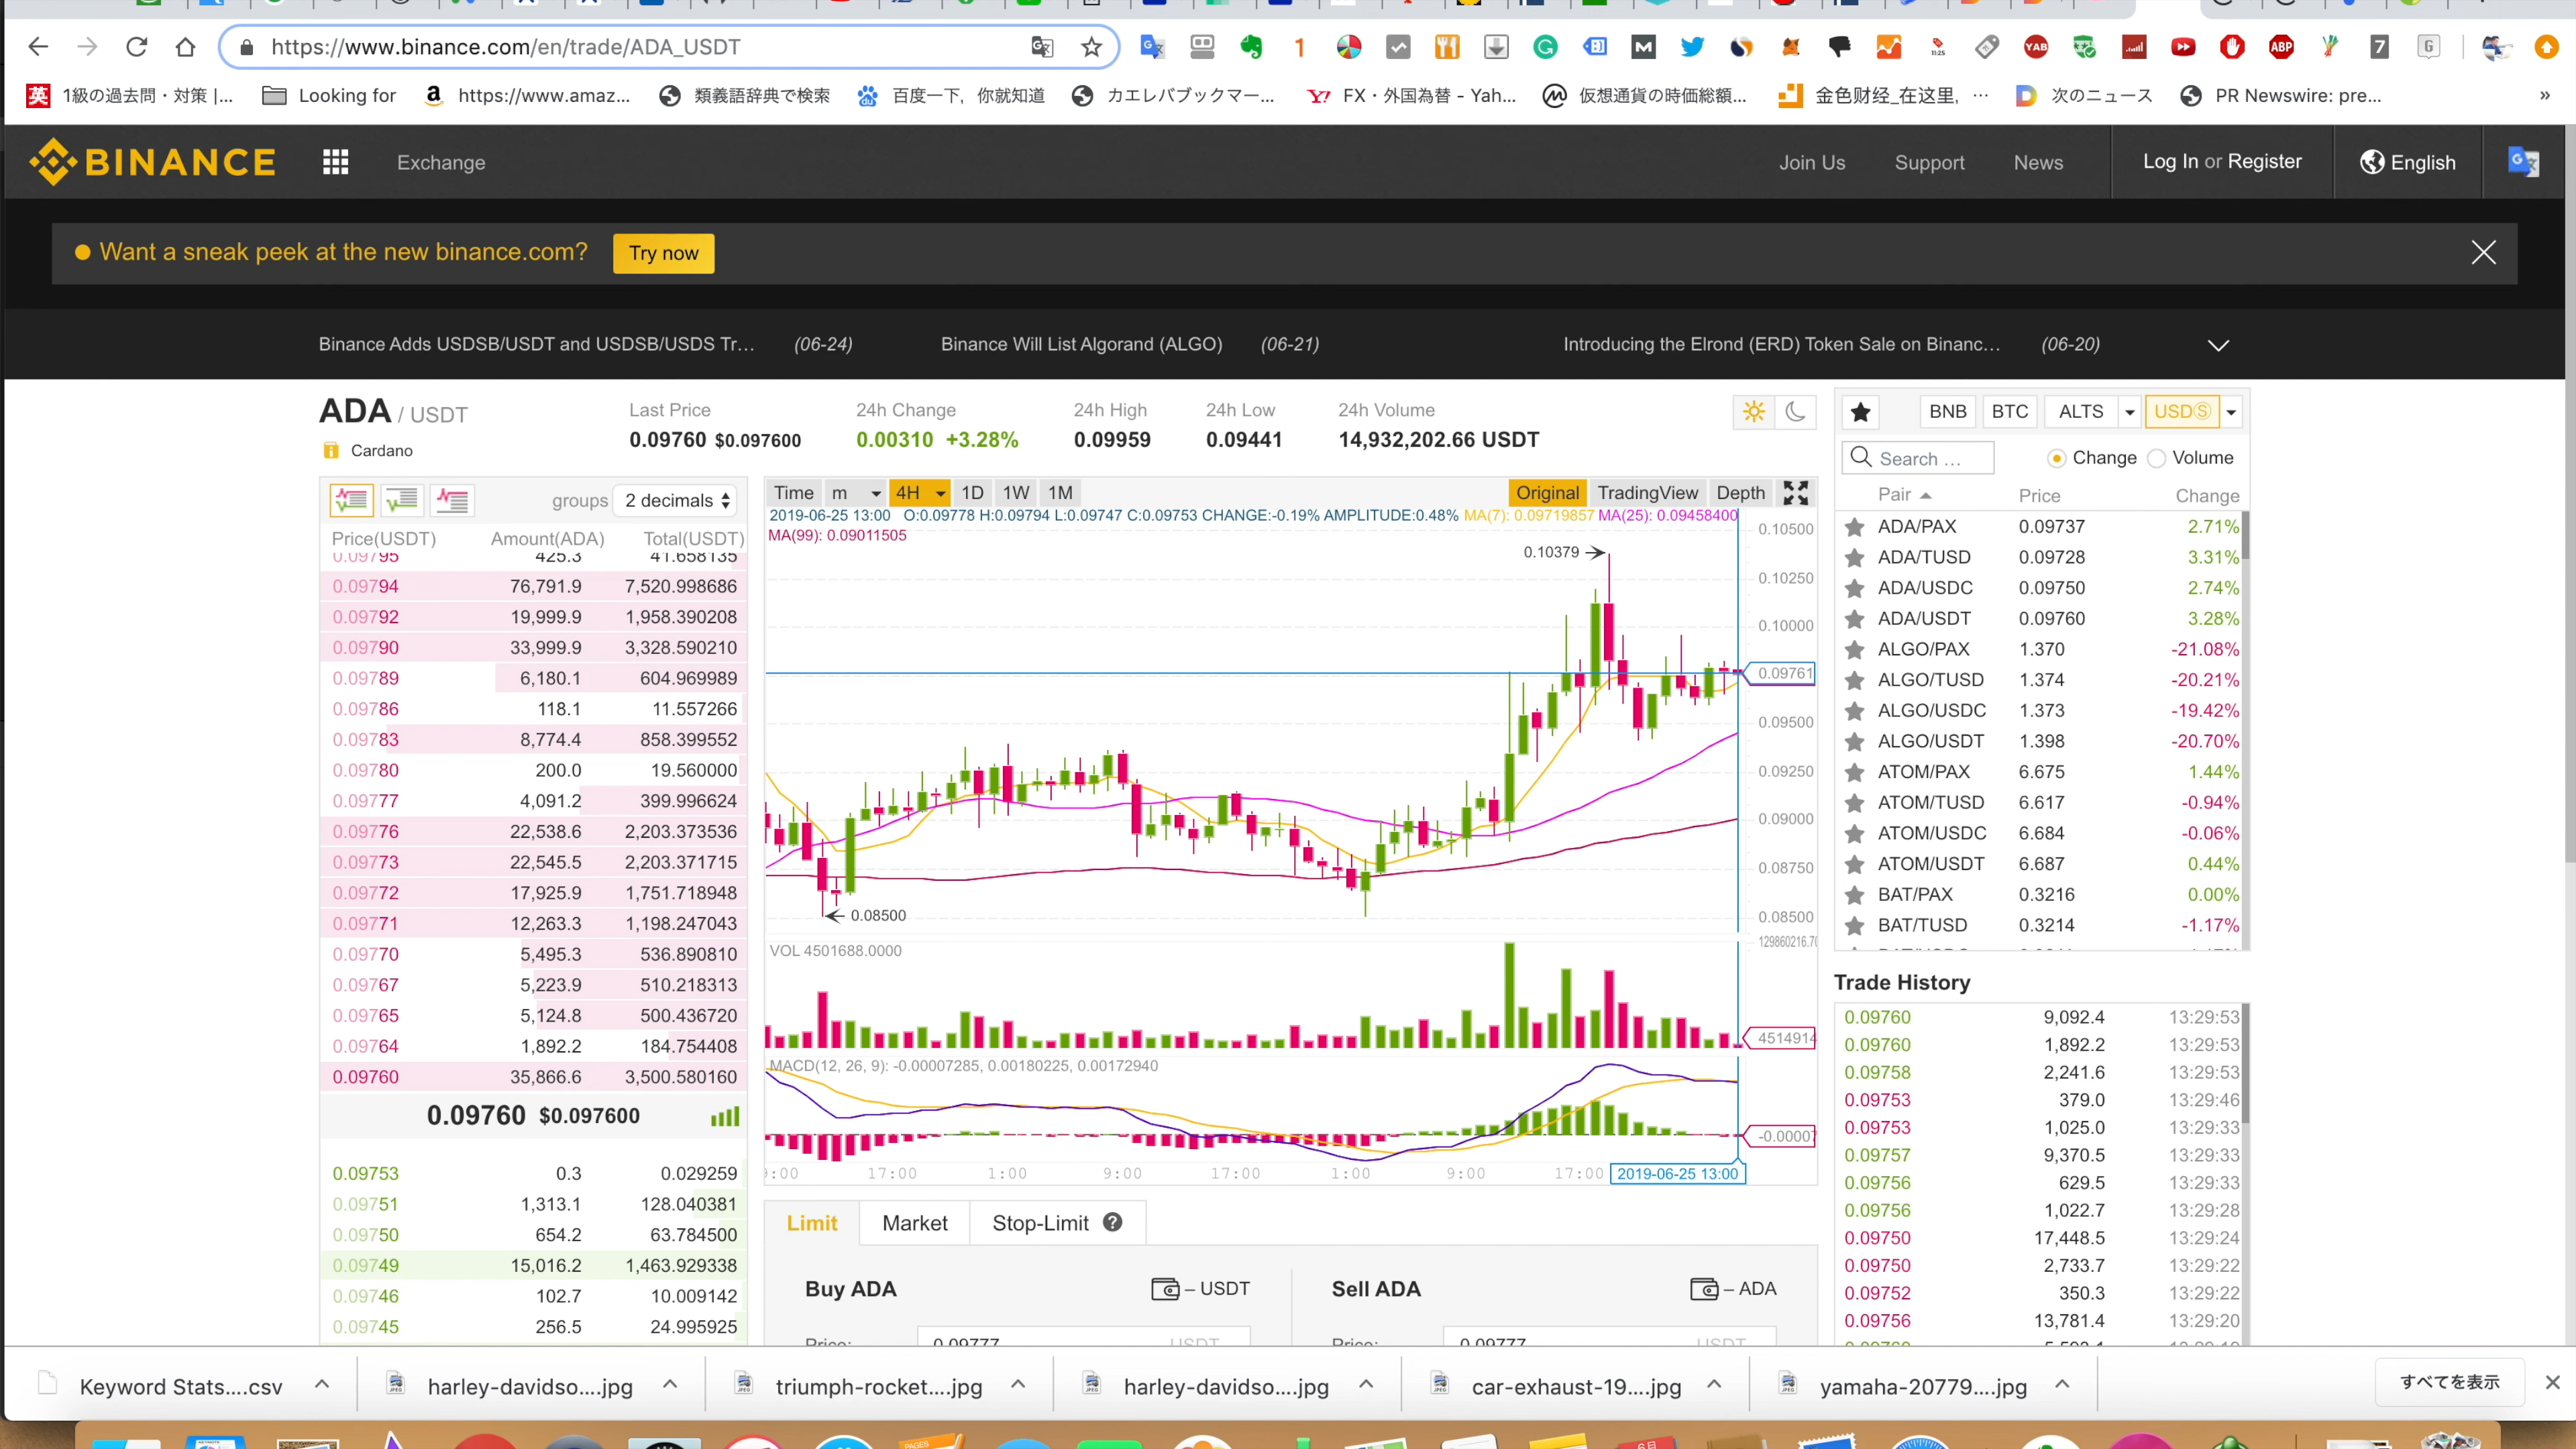 https://www.binance.com/en/trade/ADA_USDT
1級の過去問・対策 |...
Looking for
https://www.amaz...
類義語辞典で検索
百度一下，你就知道
カエレバブックマー...
FX・外国為替 - Yah...
仮想通貨の時価総額...
金色财经_在这里, ...
次のニュース
PR Newswire: pre...
»
BINANCE
Exchange
Join Us
Support
News
Log In or Register
English
Want a sneak peek at the new binance.com?
Try now
Binance Adds USDSB/USDT and USDSB/USDS Tr... (06-24)
Binance Will List Algorand (ALGO) (06-21)
Introducing the Elrond (ERD) Token Sale on Binanc... (06-20)
ADA / USDT
Cardano
Last Price
0.09760 $0.097600
24h Change
0.00310 +3.28%
24h High
0.09959
24h Low
0.09441
24h Volume
14,932,202.66 USDT
groups 2 decimals
Price(USDT) Amount(ADA) Total(USDT)
0.09795 425.3 41.658135
0.09794 76,791.9 7,520.998686
0.09792 19,999.9 1,958.390208
0.09790 33,999.9 3,328.590210
0.09789 6,180.1 604.969989
0.09786 118.1 11.557266
0.09783 8,774.4 858.399552
0.09780 200.0 19.560000
0.09777 4,091.2 399.996624
0.09776 22,538.6 2,203.373536
0.09773 22,545.5 2,203.371715
0.09772 17,925.9 1,751.718948
0.09771 12,263.3 1,198.247043
0.09770 5,495.3 536.890810
0.09767 5,223.9 510.218313
0.09765 5,124.8 500.436720
0.09764 1,892.2 184.754408
0.09760 35,866.6 3,500.580160
0.09760 $0.097600
0.09753 0.3 0.029259
0.09751 1,313.1 128.040381
0.09750 654.2 63.784500
0.09749 15,016.2 1,463.929338
0.09746 102.7 10.009142
0.09745 256.5 24.995925
Time m 4H 1D 1W 1M
Original TradingView Depth
2019-06-25 13:00 O:0.09778 H:0.09794 L:0.09747 C:0.09753 CHANGE:-0.19% AMPLITUDE:0.48% MA(7): 0.09719857 MA(25): 0.09458400
MA(99): 0.09011505
0.10500
0.10379
0.10250
0.10000
0.09761
0.09500
0.09250
0.09000
0.08750
0.08500
0.08500
VOL 4501688.0000
129860216.70
4514914
MACD(12, 26, 9): -0.00007285, 0.00180225, 0.00172940
-0.00007
9:00 17:00 1:00 9:00 17:00 1:00 9:00 17:00 2019-06-25 13:00
Limit
Market
Stop-Limit ?
Buy ADA
– USDT
Sell ADA
– ADA
Price: 0.09777 USDT
Price: 0.09777 USDT
BNB BTC ALTS USDⓈ
Search ...
Change Volume
Pair Price Change
ADA/PAX 0.09737 2.71%
ADA/TUSD 0.09728 3.31%
ADA/USDC 0.09750 2.74%
ADA/USDT 0.09760 3.28%
ALGO/PAX 1.370 -21.08%
ALGO/TUSD 1.374 -20.21%
ALGO/USDC 1.373 -19.42%
ALGO/USDT 1.398 -20.70%
ATOM/PAX 6.675 1.44%
ATOM/TUSD 6.617 -0.94%
ATOM/USDC 6.684 -0.06%
ATOM/USDT 6.687 0.44%
BAT/PAX 0.3216 0.00%
BAT/TUSD 0.3214 -1.17%
Trade History
0.09760 9,092.4 13:29:53
0.09760 1,892.2 13:29:53
0.09758 2,241.6 13:29:53
0.09753 379.0 13:29:46
0.09753 1,025.0 13:29:33
0.09757 9,370.5 13:29:33
0.09756 629.5 13:29:33
0.09756 1,022.7 13:29:28
0.09750 17,448.5 13:29:24
0.09750 2,733.7 13:29:22
0.09752 350.3 13:29:22
0.09756 13,781.4 13:29:20
Keyword Stats....csv
harley-davidso....jpg
triumph-rocket....jpg
harley-davidso....jpg
car-exhaust-19....jpg
yamaha-20779....jpg
すべてを表示